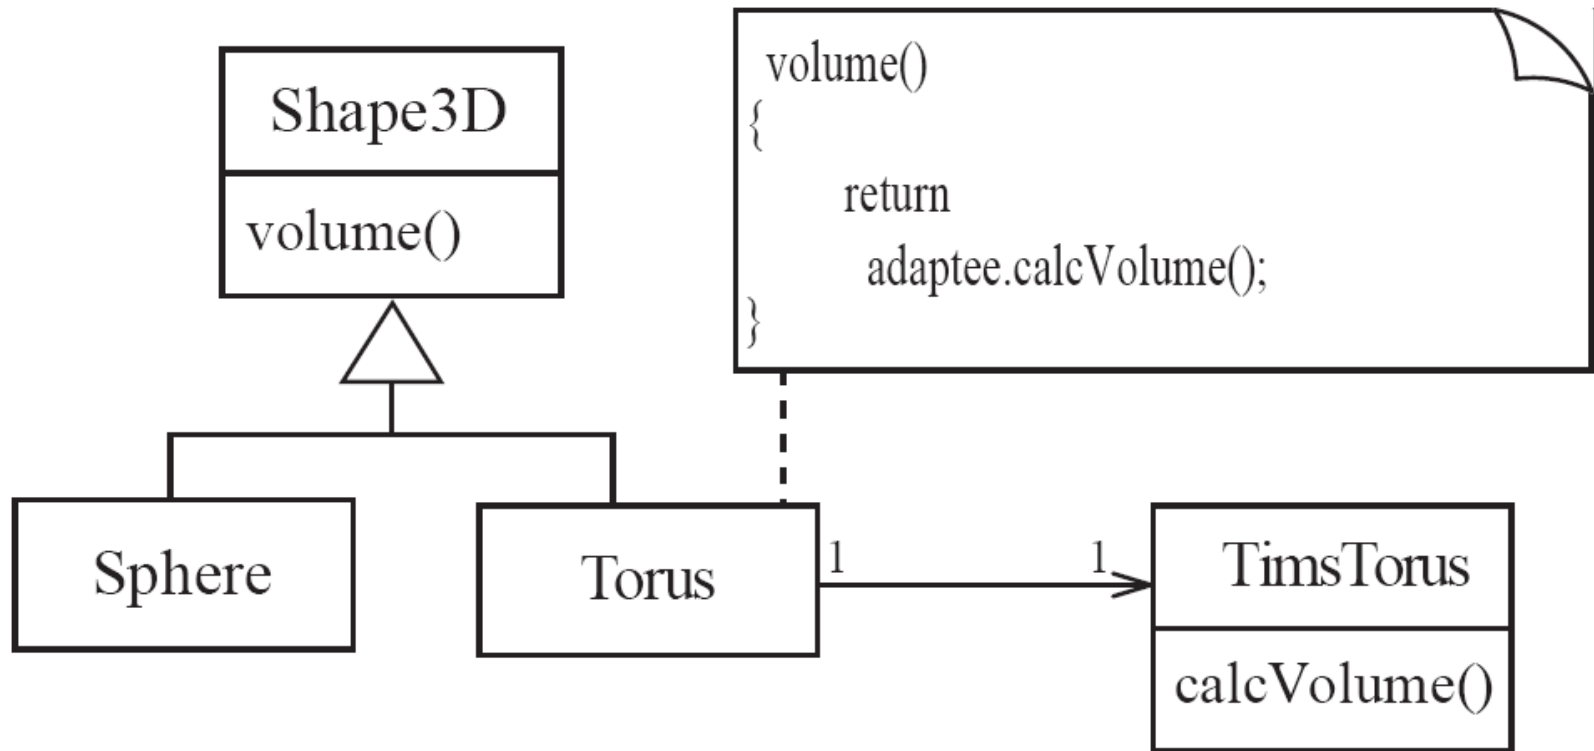 Shape3D
volume()
volume()
{
return
adaptee.calcVolume();
}
Sphere
Torus
1
1
TimsTorus
calcVolume()